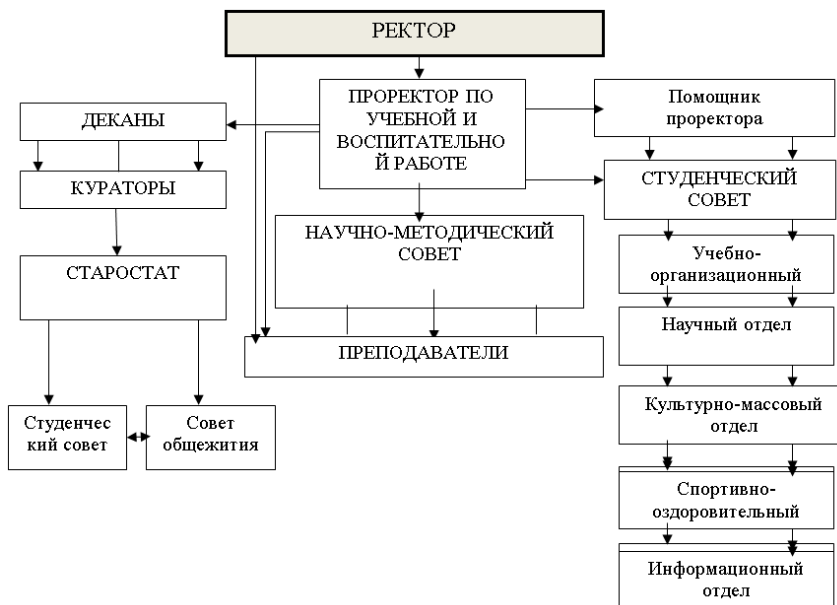 РЕКТОР
ПРОРЕКТОР ПО
УЧЕБНОЙ И
ВОСПИТАТЕЛЬНО
Й РАБОТЕ
Помощник
проректора
ДЕКАНЫ
КУРАТОРЫ
СТУДЕНЧЕСКИЙ
СОВЕТ
НАУЧНО-МЕТОДИЧЕСКИЙ
СОВЕТ
СТАРОСТАТ
Учебно-
организационный
Научный отдел
ПРЕПОДАВАТЕЛИ
Студенчес
кий совет
Совет
общежития
Культурно-массовый
отдел
Спортивно-
оздоровительный
Информационный
отдел